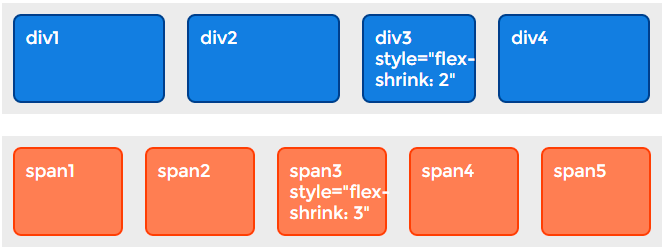 div1
div2
div3
style="flex-
shrink: 2"
div4
span1
span2
span3
style="flex-
shrink: 3"
span4
span5